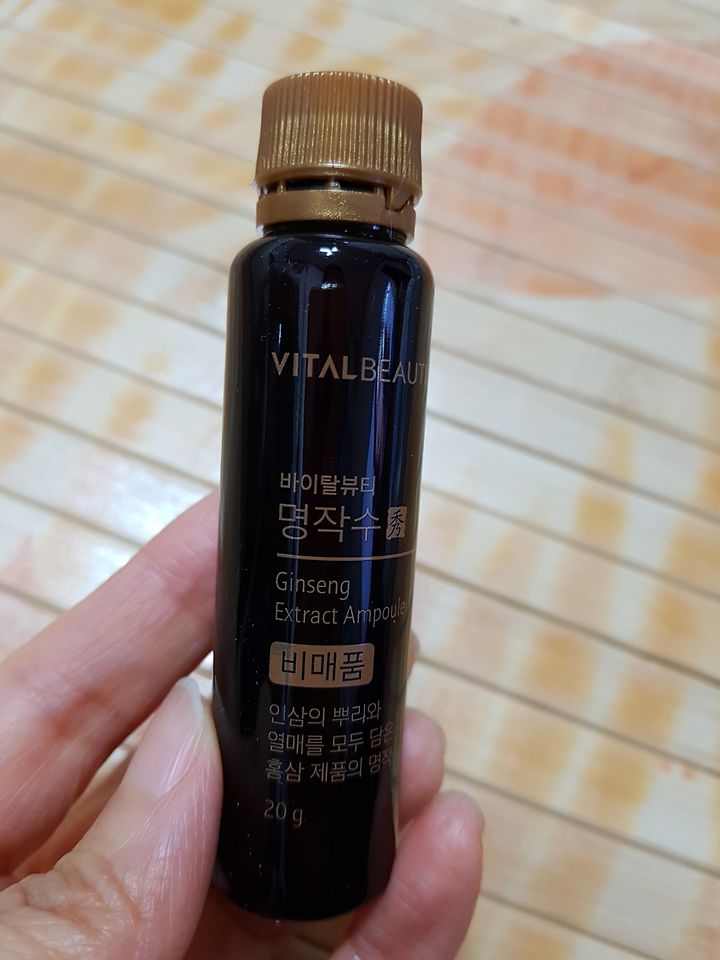 VITALBEAUT
바이탈뷰티
명작수 秀
Ginseng
Extract Ampoule
비매품
인삼의 뿌리와
열매를 모두 담은
홍삼 제품의 명작
20 g